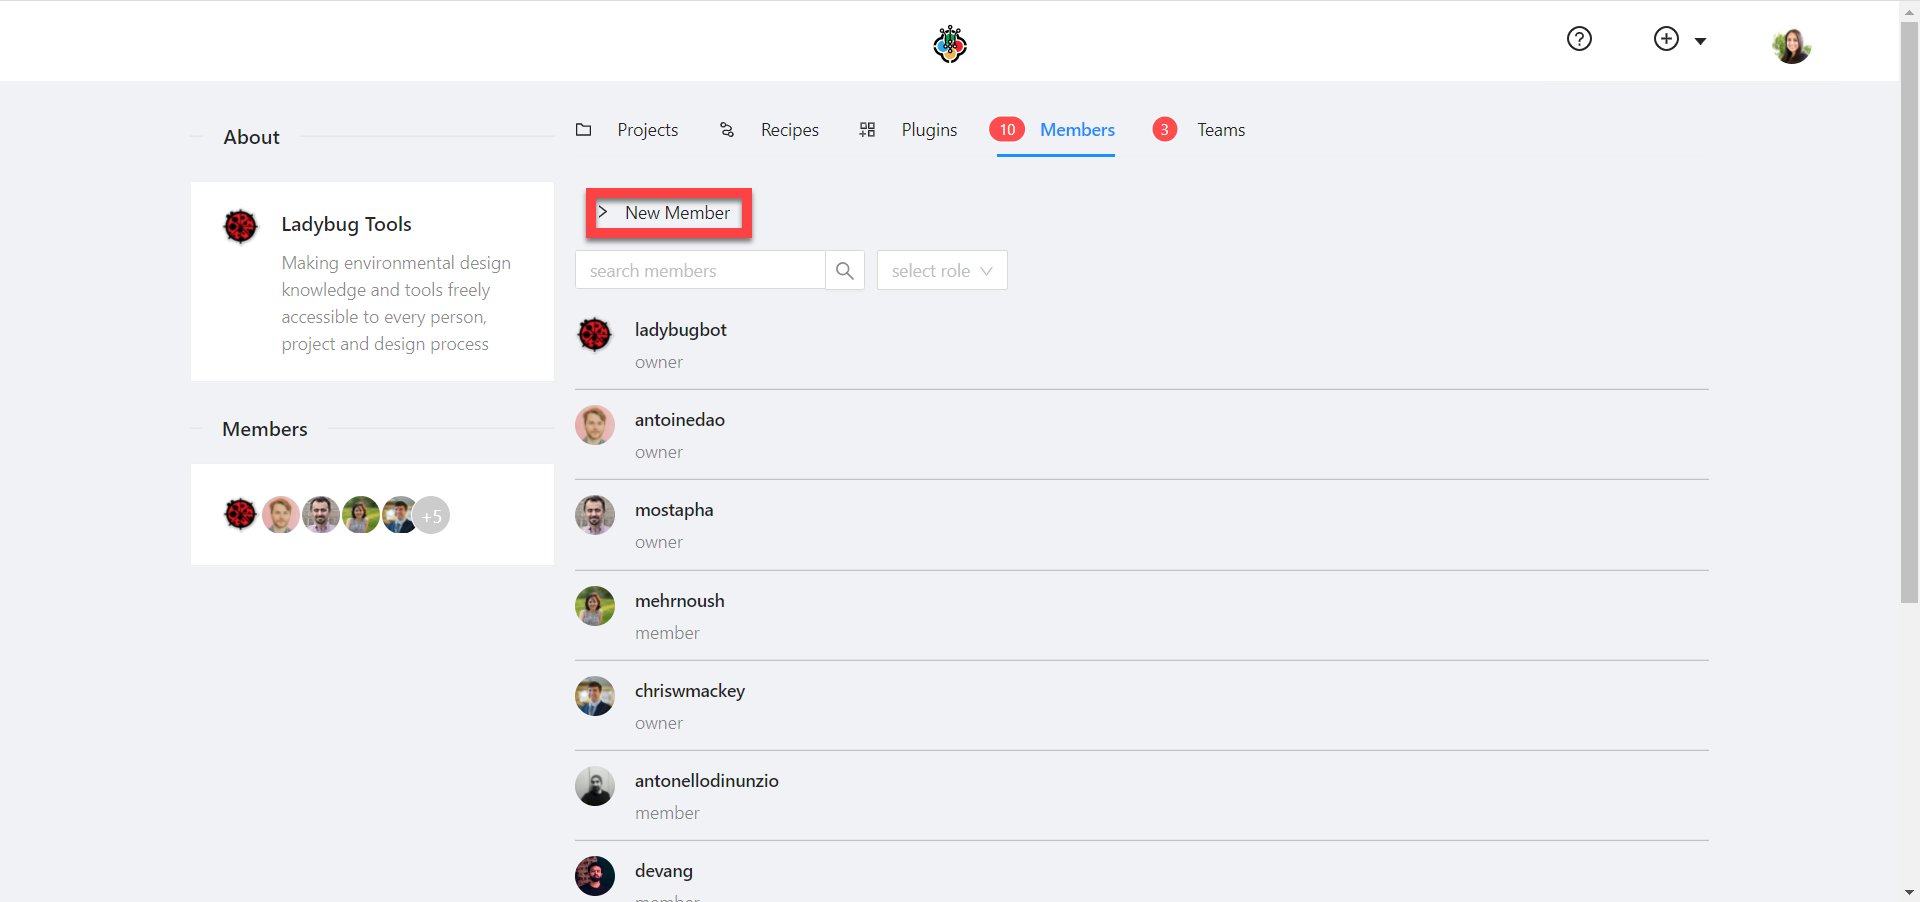 About
Projects
Recipes
Plugins
10
Members
3
Teams
Ladybug Tools
Making environmental design
knowledge and tools freely
accessible to every person,
project and design process
Members
+5
New Member
search members
select role
ladybugbot
owner
antoinedao
owner
mostapha
owner
mehrnoush
member
chriswmackey
owner
antonellodinunzio
member
devang
member